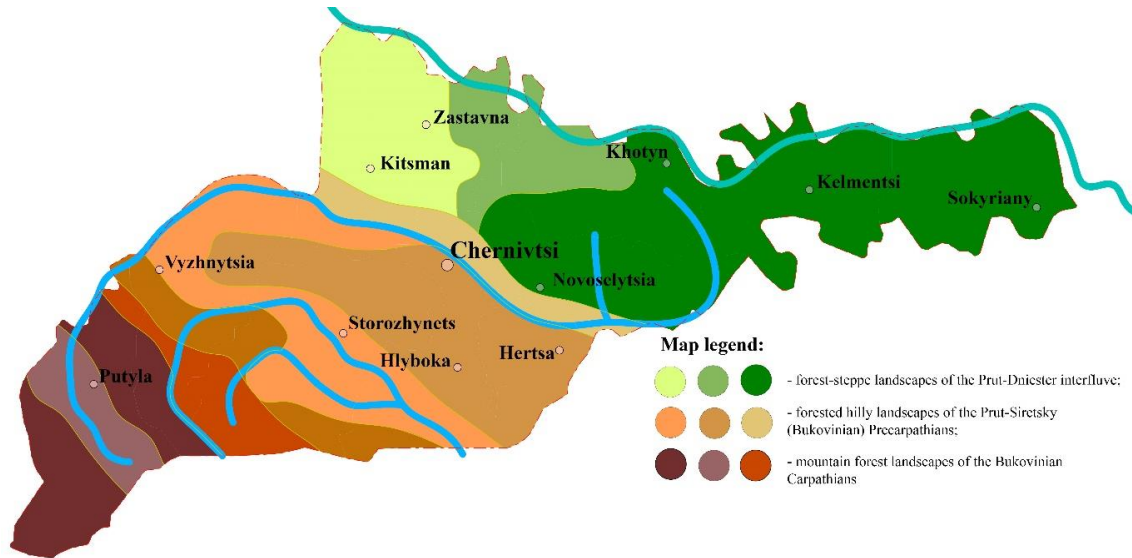 Zastavna
Kitsman
Khotyn
Kelmentsi
Sokyriany
Chernivtsi
Vyzhnytsia
Novoselytsia
Storozhynets
Hlyboka
Hertsa
Putyla
Map legend:
- forest-steppe landscapes of the Prut-Dniester interfluve;
- forested hilly landscapes of the Prut-Siretsky
(Bukovinian) Precarpathians;
- mountain forest landscapes of the Bukovinian
Carpathians